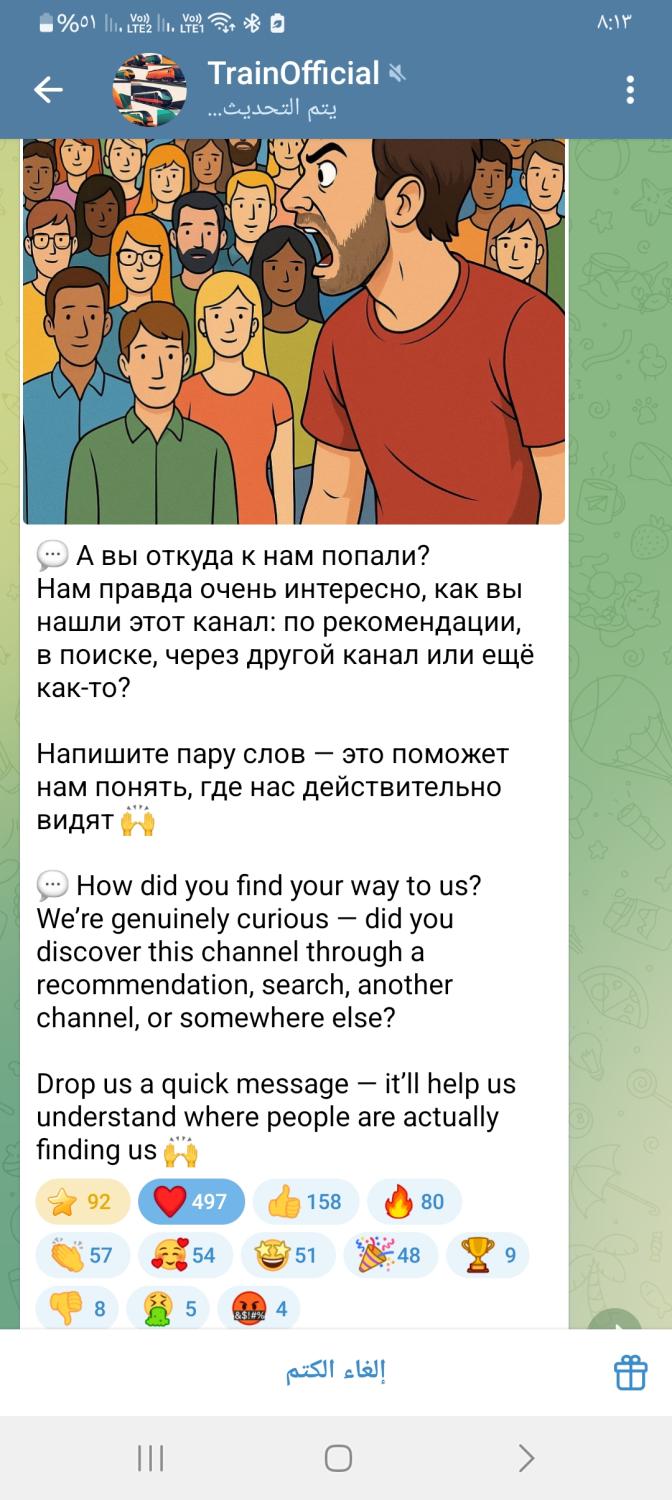 %٥١ Vo)) LTE2 Vo)) LTE1 ٨:١٣
TrainOfficial
يتم التحديث...
💬 А вы откуда к нам попали?
Нам правда очень интересно, как вы
нашли этот канал: по рекомендации,
в поиске, через другой канал или ещё
как-то?
Напишите пару слов — это поможет
нам понять, где нас действительно
видят 🙌
💬 How did you find your way to us?
We’re genuinely curious — did you
discover this channel through a
recommendation, search, another
channel, or somewhere else?
Drop us a quick message — it’ll help us
understand where people are actually
finding us 🙌
⭐ 92 ❤️ 497 👍 158 🔥 80
👏 57 🥰 54 🤩 51 🎉 48 🏆 9
👎 8 🤮 5 🤬 4
إلغاء الكتم